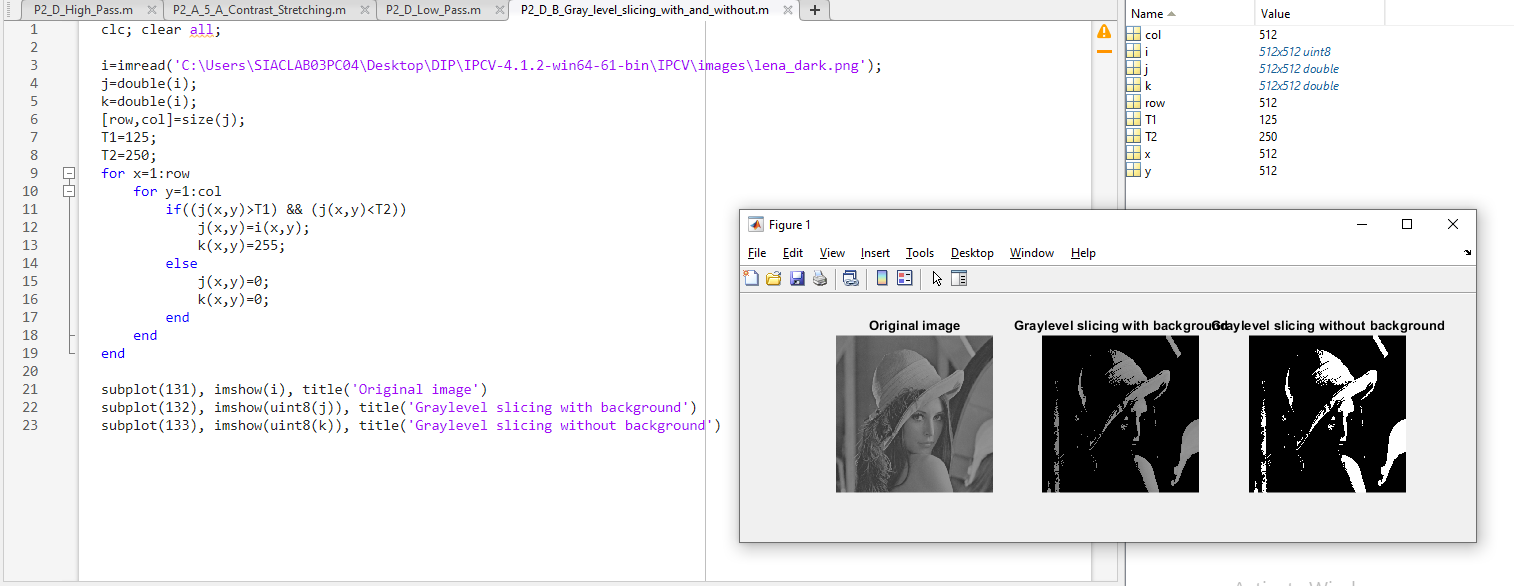 P2_D_High_Pass.m P2_A_5_A_Contrast_Stretching.m P2_D_Low_Pass.m P2_D_B_Gray_level_slicing_with_and_without.m
1 clc; clear all;
2
3 i=imread('C:\Users\SIACLAB03PC04\Desktop\DIP\IPCV-4.1.2-win64-61-bin\IPCV\images\lena_dark.png');
4 j=double(i);
5 k=double(i);
6 [row,col]=size(j);
7 T1=125;
8 T2=250;
9 for x=1:row
10 for y=1:col
11 if((j(x,y)>T1) && (j(x,y)<T2))
12 j(x,y)=i(x,y);
13 k(x,y)=255;
14 else
15 j(x,y)=0;
16 k(x,y)=0;
17 end
18 end
19 end
20
21 subplot(131), imshow(i), title('Original image')
22 subplot(132), imshow(uint8(j)), title('Graylevel slicing with background')
23 subplot(133), imshow(uint8(k)), title('Graylevel slicing without background')
Name Value
col 512
i 512x512 uint8
j 512x512 double
k 512x512 double
row 512
T1 125
T2 250
x 512
y 512
Figure 1
File Edit View Insert Tools Desktop Window Help
Original image
Graylevel slicing with background
Graylevel slicing without background